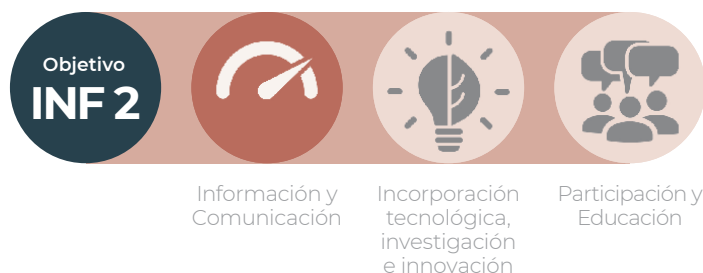 Objetivo
INF 2
Información y
Comunicación
Incorporación
tecnológica,
investigación
e innovación
Participación y
Educación